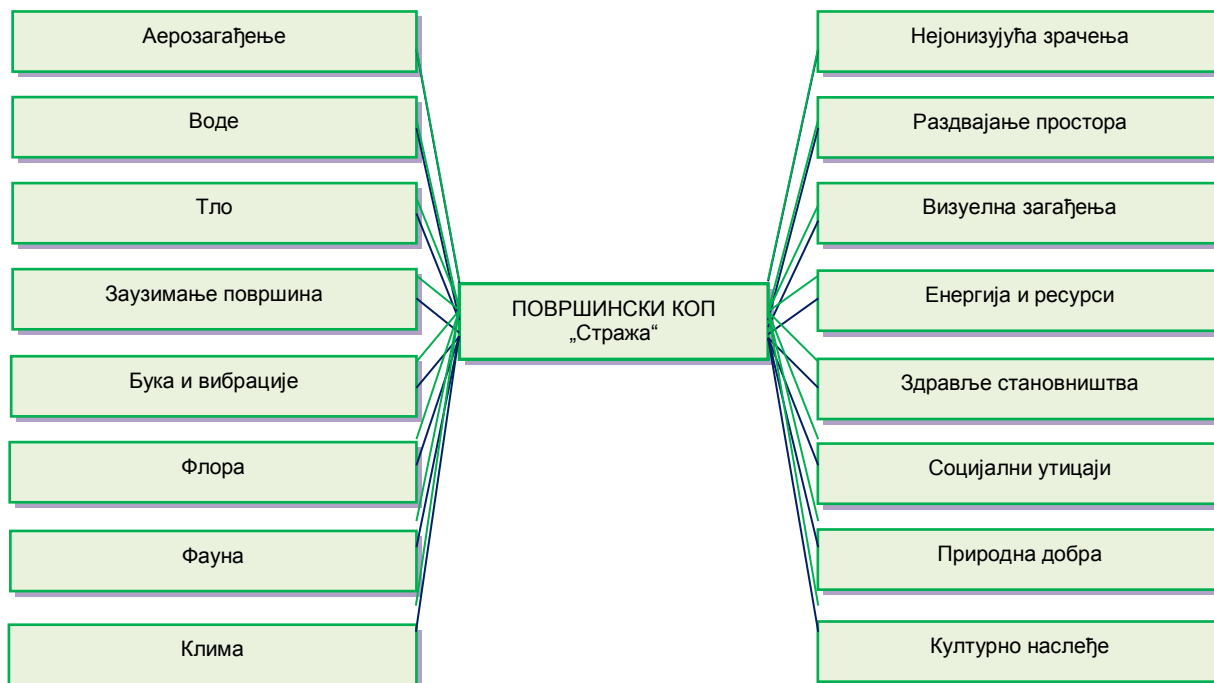 Аерозагађење
Воде
Тло
Заузимање површина
Бука и вибрације
Флора
Фауна
Клима
ПОВРШИНСКИ КОП
„Стража“
Нејонизујућа зрачења
Раздвајање простора
Визуелна загађења
Енергија и ресурси
Здравље становништва
Социјални утицаји
Природна добра
Културно наслеђе